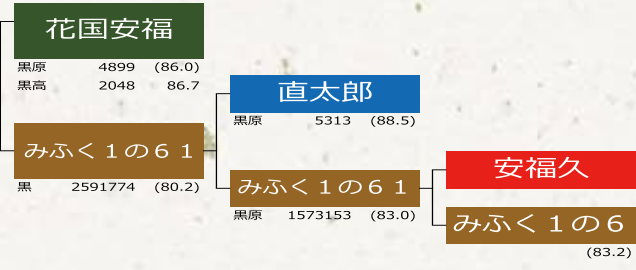 花国安福
黒原 4899 (86.0)
黒高 2048 86.7
直太郎
黒原 5313 (88.5)
みふく１の６１
黒 2591774 (80.2)
みふく１の６１
黒原 1573153 (83.0)
安福久
みふく１の６
(83.2)